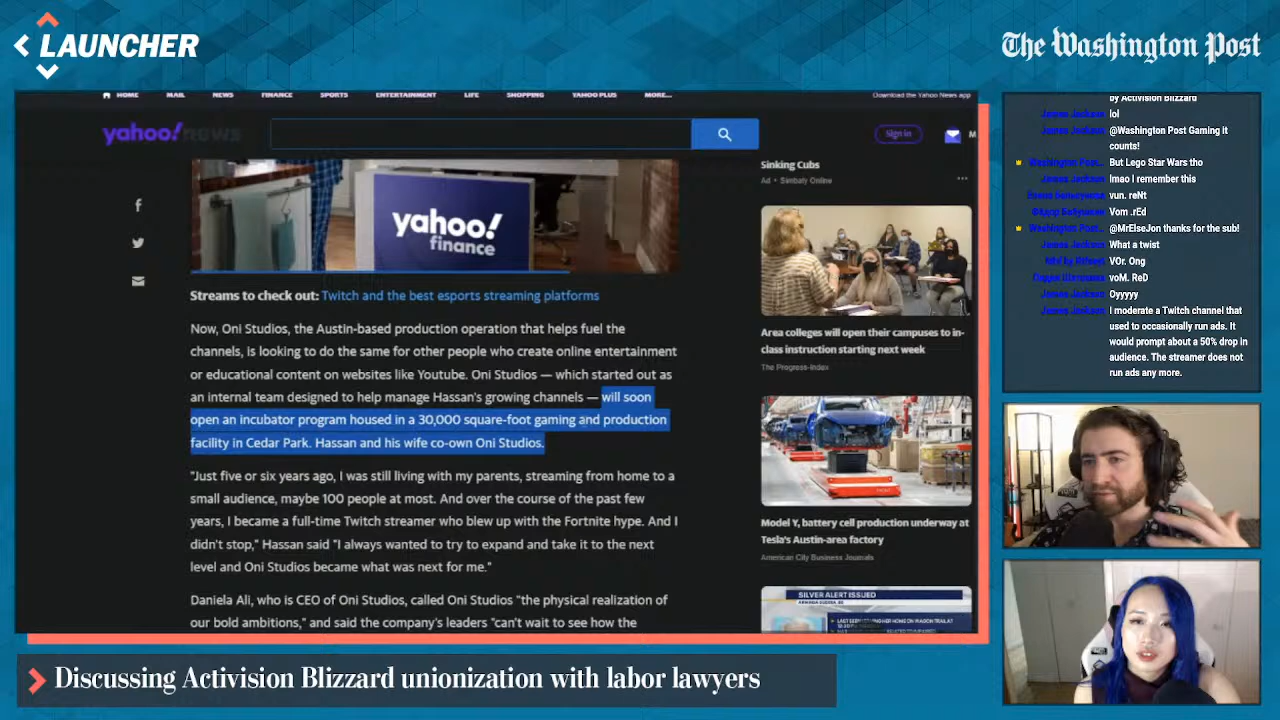 LAUNCHER
The Washington Post
HOME MAIL NEWS FINANCE SPORTS ENTERTAINMENT LIFE SHOPPING YAHOO PLUS MORE...
Download the Yahoo News app
yahoo!news
Sign in
M
yahoo!
finance
Streams to check out: Twitch and the best esports streaming platforms
Now, Oni Studios, the Austin-based production operation that helps fuel the
channels, is looking to do the same for other people who create online entertainment
or educational content on websites like Youtube. Oni Studios — which started out as
an internal team designed to help manage Hassan's growing channels — will soon
open an incubator program housed in a 30,000 square-foot gaming and production
facility in Cedar Park. Hassan and his wife co-own Oni Studios.
"Just five or six years ago, I was still living with my parents, streaming from home to a
small audience, maybe 100 people at most. And over the course of the past few
years, I became a full-time Twitch streamer who blew up with the Fortnite hype. And I
didn't stop," Hassan said "I always wanted to try to expand and take it to the next
level and Oni Studios became what was next for me."
Daniela Ali, who is CEO of Oni Studios, called Oni Studios "the physical realization of
our bold ambitions," and said the company's leaders "can't wait to see how the
Sinking Cubs
Ad • Sanbaly Online
Area colleges will open their campuses to in-
class instruction starting next week
The Progress-Index
Model Y, battery cell production underway at
Tesla's Austin-area factory
American City Business Journals
SILVER ALERT ISSUED
by Activision Blizzard
lol
@Washington Post Gaming it
counts!
Washington Post... But Lego Star Wars tho
lmao I remember this
vun. reNt
Vom .rEd
Washington Post... @MrElseJon thanks for the sub!
What a twist
VOr. Ong
voM. ReD
Oyyyyy
I moderate a Twitch channel that
used to occasionally run ads. It
would prompt about a 50% drop in
audience. The streamer does not
run ads any more.
Discussing Activision Blizzard unionization with labor lawyers